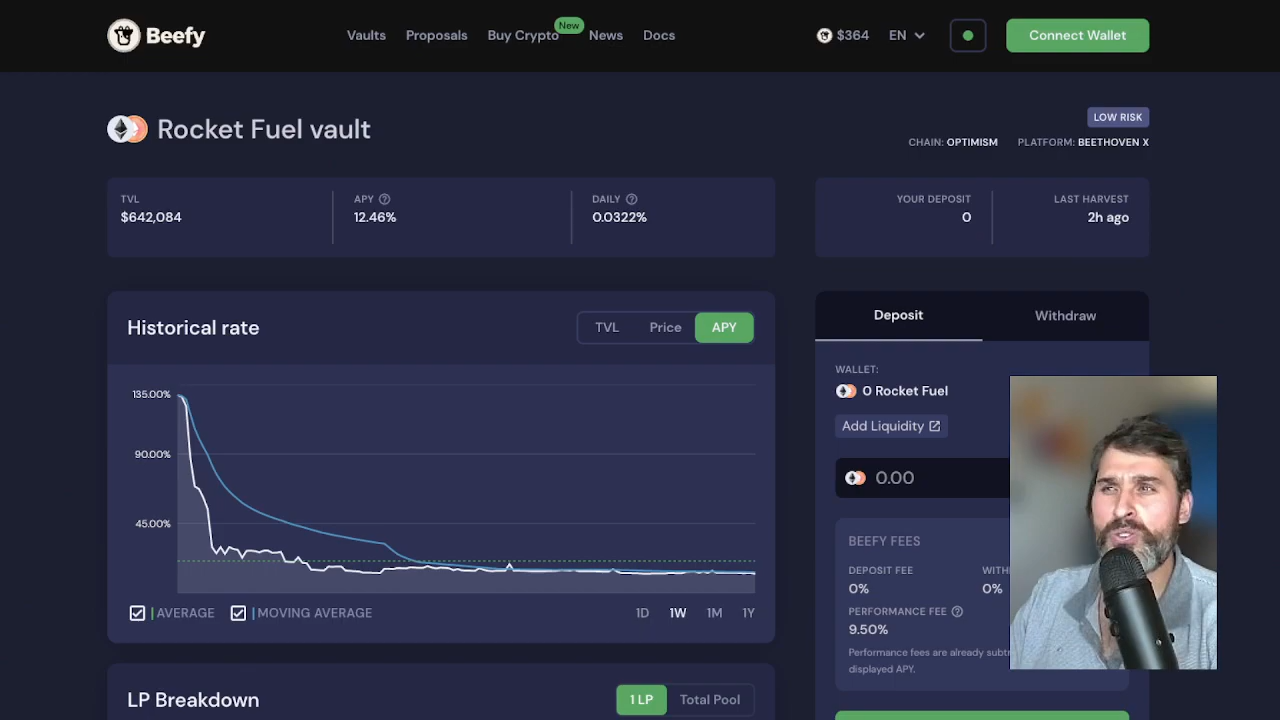 Beefy
Vaults
Proposals
Buy Crypto
New
News
Docs
$364
EN
Connect Wallet
Rocket Fuel vault
LOW RISK
CHAIN: OPTIMISM
PLATFORM: BEETHOVEN X
TVL
$642,084
APY
12.46%
DAILY
0.0322%
YOUR DEPOSIT
0
LAST HARVEST
2h ago
Historical rate
TVL
Price
APY
135.00%
90.00%
45.00%
AVERAGE
MOVING AVERAGE
1D
1W
1M
1Y
LP Breakdown
1 LP
Total Pool
Deposit
Withdraw
WALLET:
0 Rocket Fuel
Add Liquidity
0.00
BEEFY FEES
DEPOSIT FEE
0%
WITH
0%
PERFORMANCE FEE
9.50%
Performance fees are already subtr
displayed APY.